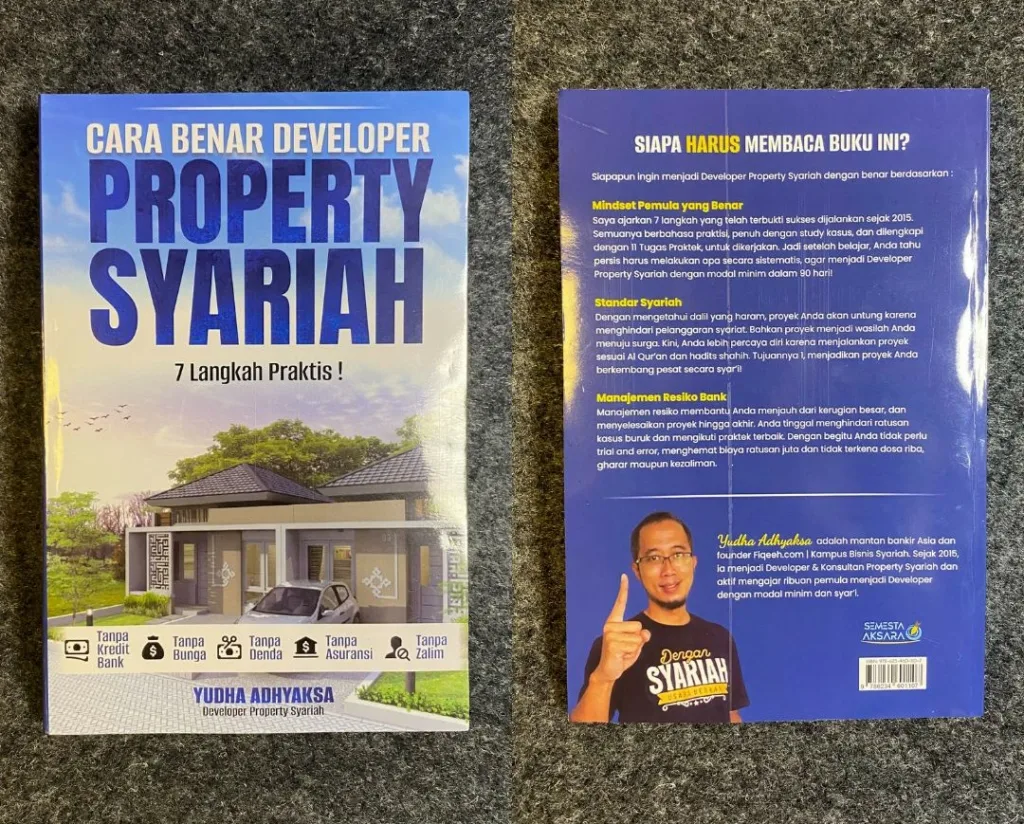 CARA BENAR DEVELOPER
PROPERTY
SYARIAH
7 Langkah Praktis !
Tanpa
Kredit
Bank
Tanpa
Bunga
Tanpa
Denda
Tanpa
Asuransi
Tanpa
Zalim
YUDHA ADHYAKSA
Developer Property Syariah
SIAPA HARUS MEMBACA BUKU INI?
Siapapun ingin menjadi Developer Property Syariah dengan benar berdasarkan :
Mindset Pemula yang Benar
Saya ajarkan 7 langkah yang telah terbukti sukses dijalankan sejak 2015.
Semuanya berbahasa praktisi, penuh dengan study kasus, dan dilengkapi
dengan 11 Tugas Praktek, untuk dikerjakan. Jadi setelah belajar, Anda tahu
persis harus melakukan apa secara sistematis, agar menjadi Developer
Property Syariah dengan modal minim dalam 90 hari!
Standar Syariah
Dengan mengetahui dalil yang haram, proyek Anda akan untung karena
menghindari pelanggaran syariat. Bahkan proyek menjadi wasilah Anda
menuju surga. Kini, Anda lebih percaya diri karena menjalankan proyek
sesuai Al Qur'an dan hadits shahih. Tujuannya 1, menjadikan proyek Anda
berkembang pesat secara syar'i!
Manajemen Resiko Bank
Manajemen resiko membantu Anda menjauh dari kerugian besar, dan
menyelesaikan proyek hingga akhir. Anda tinggal menghindari ratusan
kasus buruk dan mengikuti praktek terbaik. Dengan begitu Anda tidak perlu
trial and error, menghemat biaya ratusan juta dan tidak terkena dosa riba,
gharar maupun kezaliman.
Yudha Adhyaksa adalah mantan bankir Asia dan
founder Fiqeeh.com | Kampus Bisnis Syariah. Sejak 2015,
ia menjadi Developer & Konsultan Property Syariah dan
aktif mengajar ribuan pemula menjadi Developer
dengan modal minim dan syar'i.
Dengan
SYARIAH
SEMESTA
AKSARA